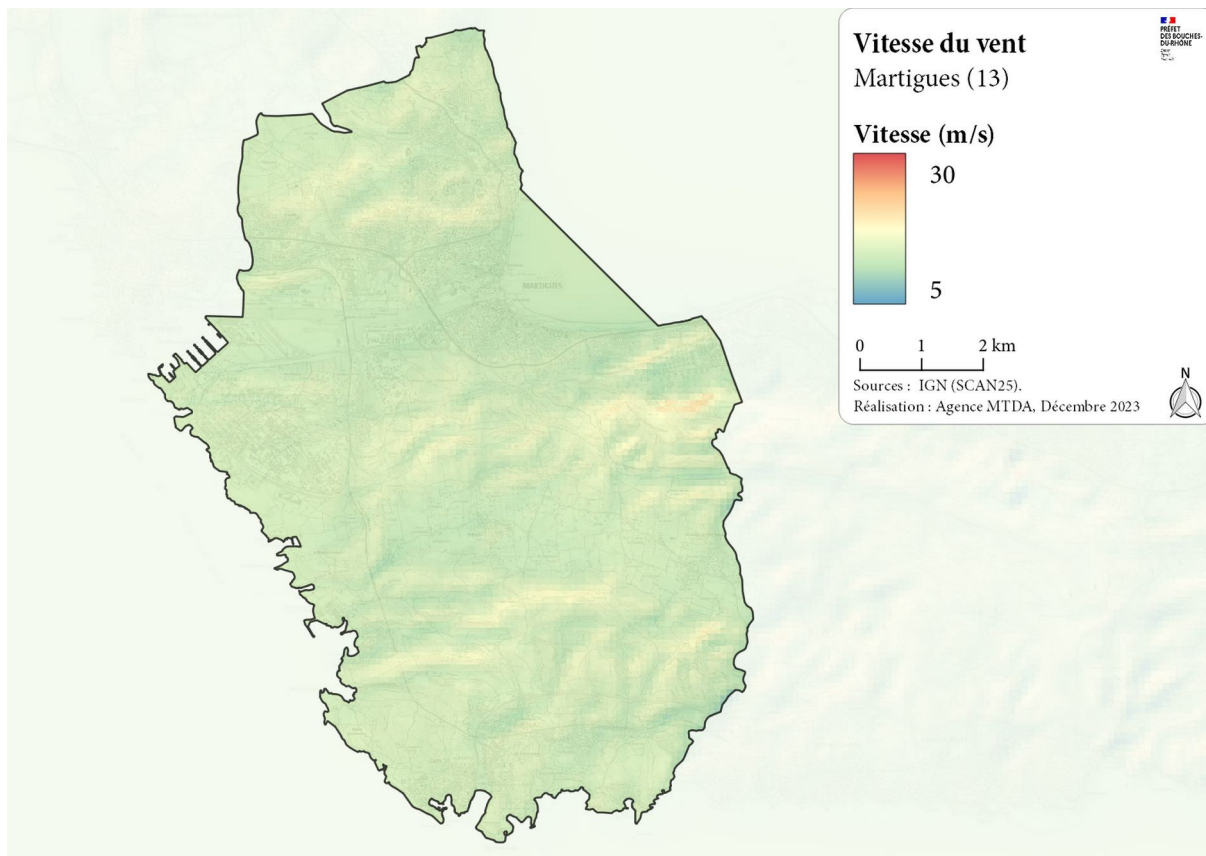 Vitesse du vent
Martigues (13)
Vitesse (m/s)
30
5
0 1 2 km
Sources : IGN (SCAN25).
Réalisation : Agence MTDA, Décembre 2023
N
PRÉFET
DES BOUCHES-
DU-RHÔNE
MARTIGUES